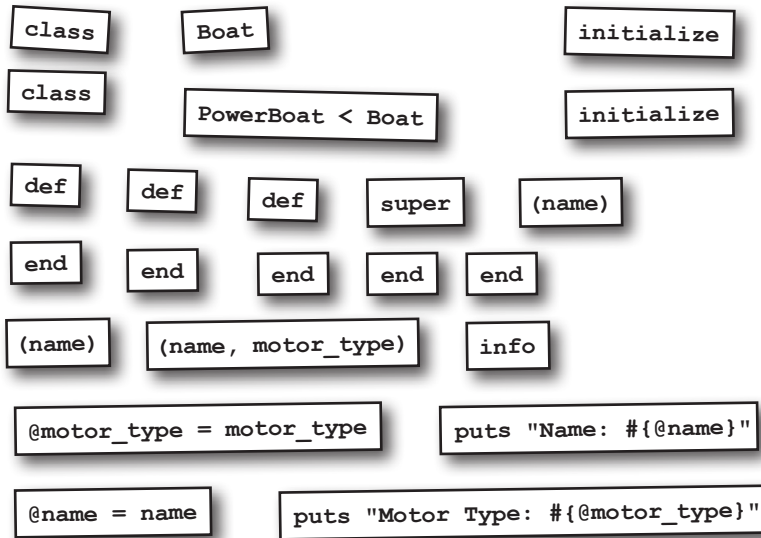 class Boat initialize
class PowerBoat < Boat initialize
def def def super (name)
end end end end end
(name) (name, motor_type) info
@motor_type = motor_type puts "Name: #{@name}"
@name = name puts "Motor Type: #{@motor_type}"